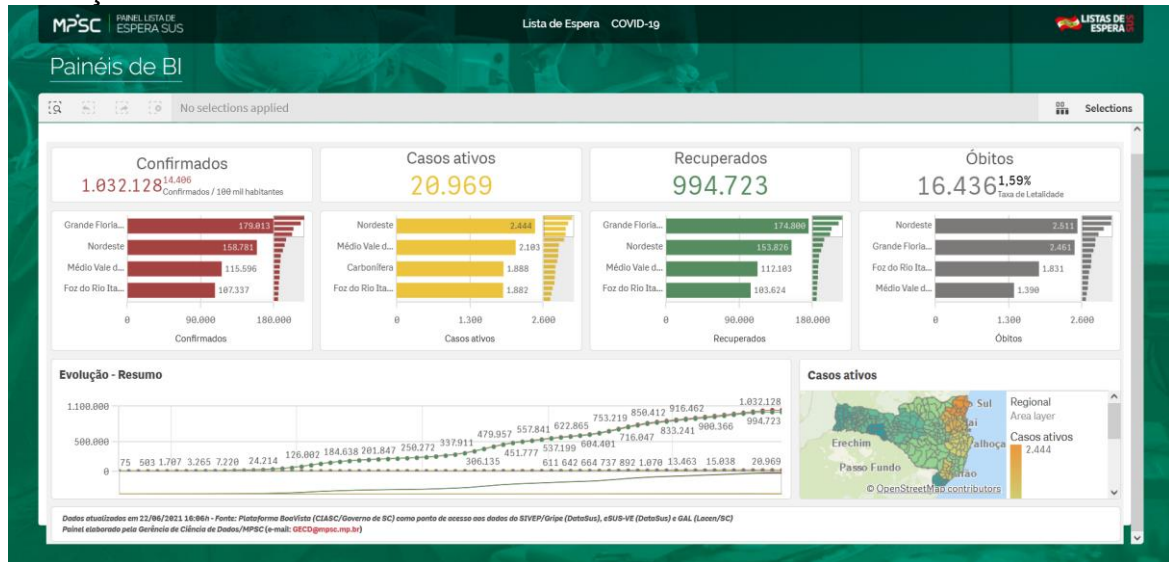 MPSC PAINEL LISTA DE ESPERA SUS
Lista de Espera COVID-19
LISTAS DE ESPERA SUS
Painéis de BI
No selections applied
Selections
Confirmados
1.032.128 14.406 Confirmados / 100 mil habitantes
Casos ativos
20.969
Recuperados
994.723
Óbitos
16.436 1,59% Taxa de Letalidade
Grande Floria... 179.013
Nordeste 158.781
Médio Vale d... 115.596
Foz do Rio Ita... 107.337
0 90.000 180.000
Confirmados
Nordeste 2.444
Médio Vale d... 2.103
Carbonífera 1.888
Foz do Rio Ita... 1.882
0 1.300 2.600
Casos ativos
Grande Floria... 174.800
Nordeste 153.826
Médio Vale d... 112.103
Foz do Rio Ita... 103.624
0 90.000 180.000
Recuperados
Nordeste 2.511
Grande Floria... 2.461
Foz do Rio Ita... 1.831
Médio Vale d... 1.390
0 1.300 2.600
Óbitos
Evolução - Resumo
1.100.000
500.000
0
75 503 1.707 3.265 7.220 24.214 126.002 184.638 201.847 250.272 337.911 479.957 557.841 622.865 753.219 850.412 916.462 1.032.128
306.135 451.777 537.199 604.401 716.047 833.241 900.366 994.723
611 642 664 737 892 1.070 13.463 15.038 20.969
Casos ativos
Sul
Erechim
Passo Fundo
© OpenStreetMap contributors
Regional
Area layer
Casos ativos
2.444
Dados atualizados em 22/06/2021 16:06h - Fonte: Plataforma BoaVista (CIASC/Governo de SC) como ponto de acesso aos dados do SIVEP/Gripe (DataSus), eSUS-VE (DataSus) e GAL (Lacen/SC)
Painel elaborado pela Gerência de Ciência de Dados/MPSC (e-mail: GECD@mpsc.mp.br)